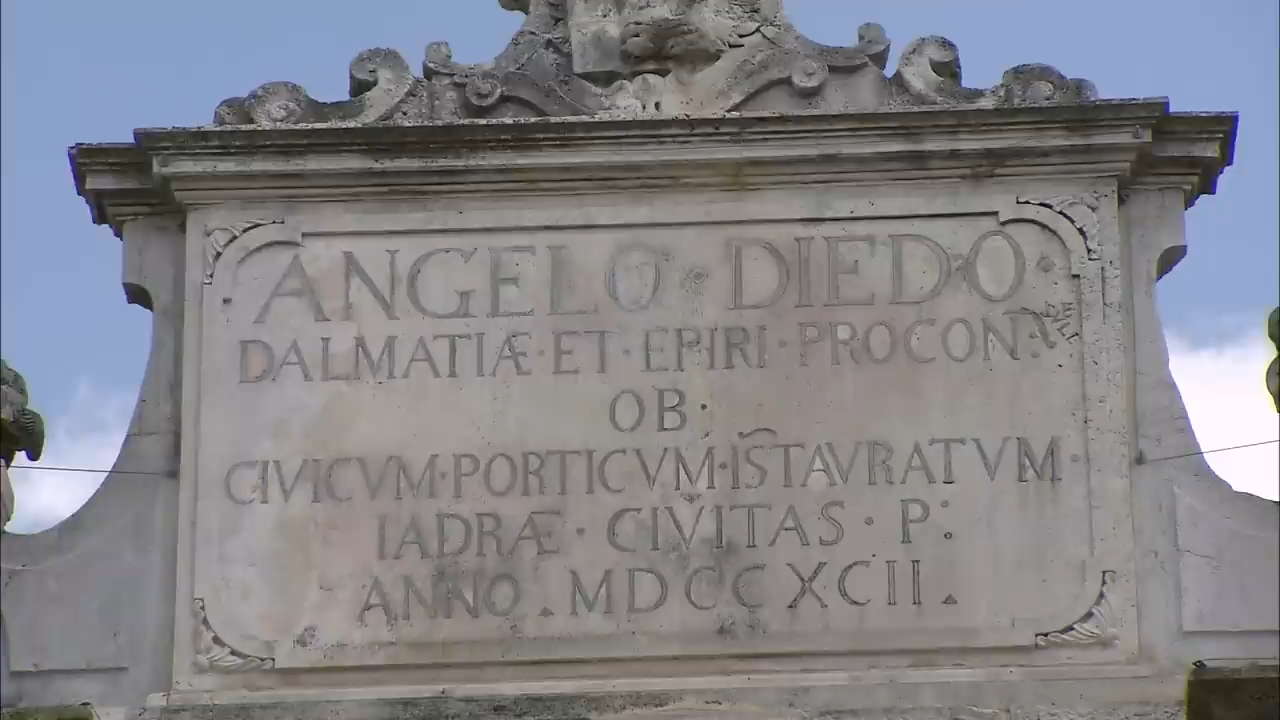 ANGELO · DIEDO ·
DALMATIÆ · ET · EPIRI · PROCON:
OB ·
CIVICVM · PORTICVM · ISTAVRATVM ·
IADRÆ · CIVITAS · P:
ANNO . MDCCXCII .